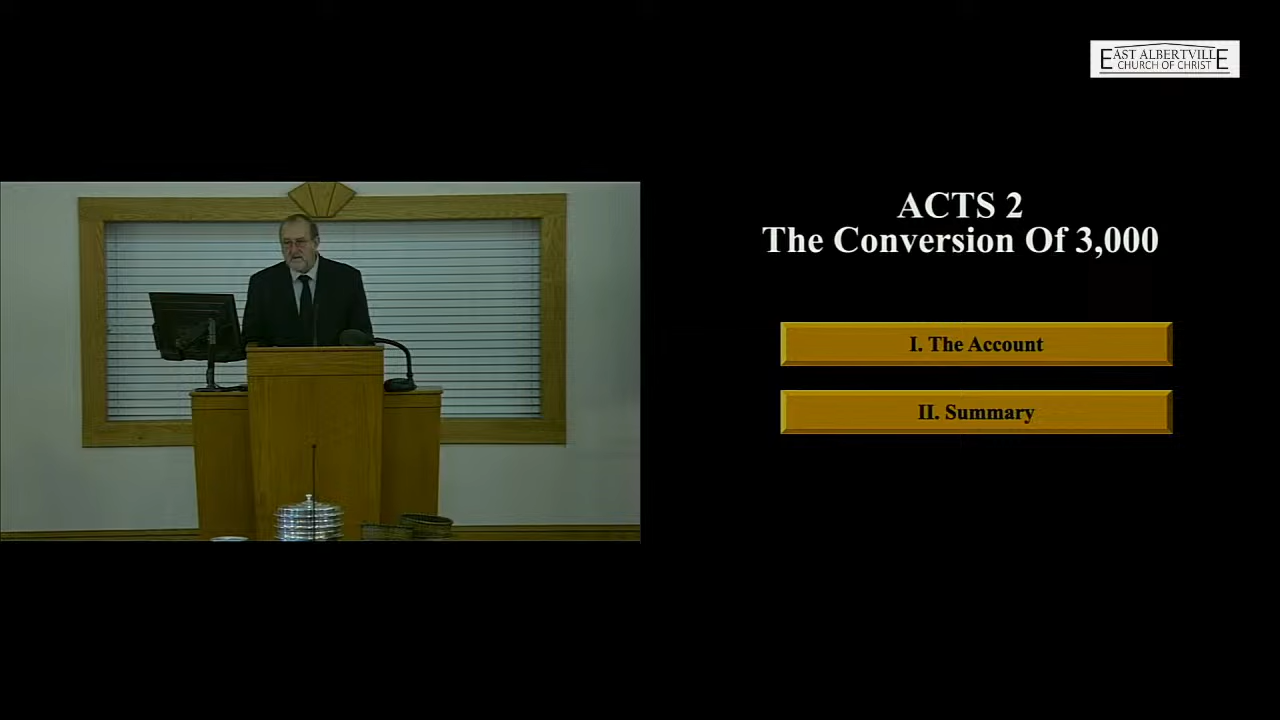 EAST ALBERTVILLE
CHURCH OF CHRIST
ACTS 2
The Conversion Of 3,000
I. The Account
II. Summary